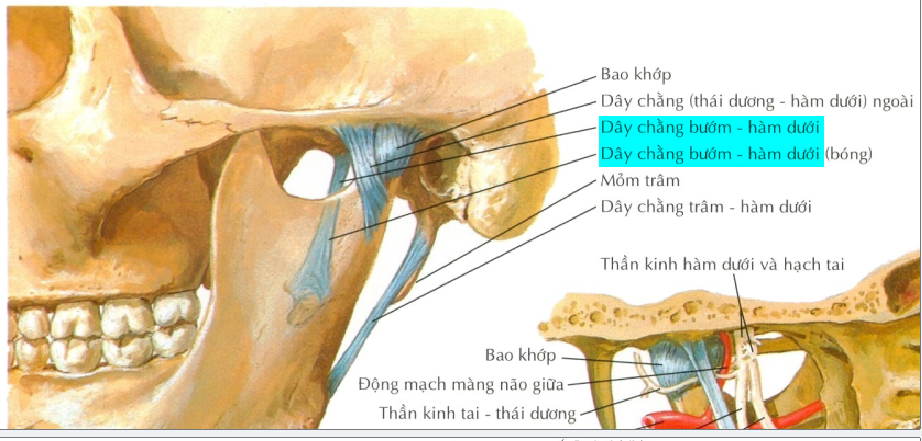 Bao khớp
Dây chằng (thái dương - hàm dưới) ngoài
Dây chằng bướm - hàm dưới
Dây chằng bướm - hàm dưới (bóng)
Mỏm trâm
Dây chằng trâm - hàm dưới
Thần kinh hàm dưới và hạch tai
Bao khớp
Động mạch màng não giữa
Thần kinh tai - thái dương